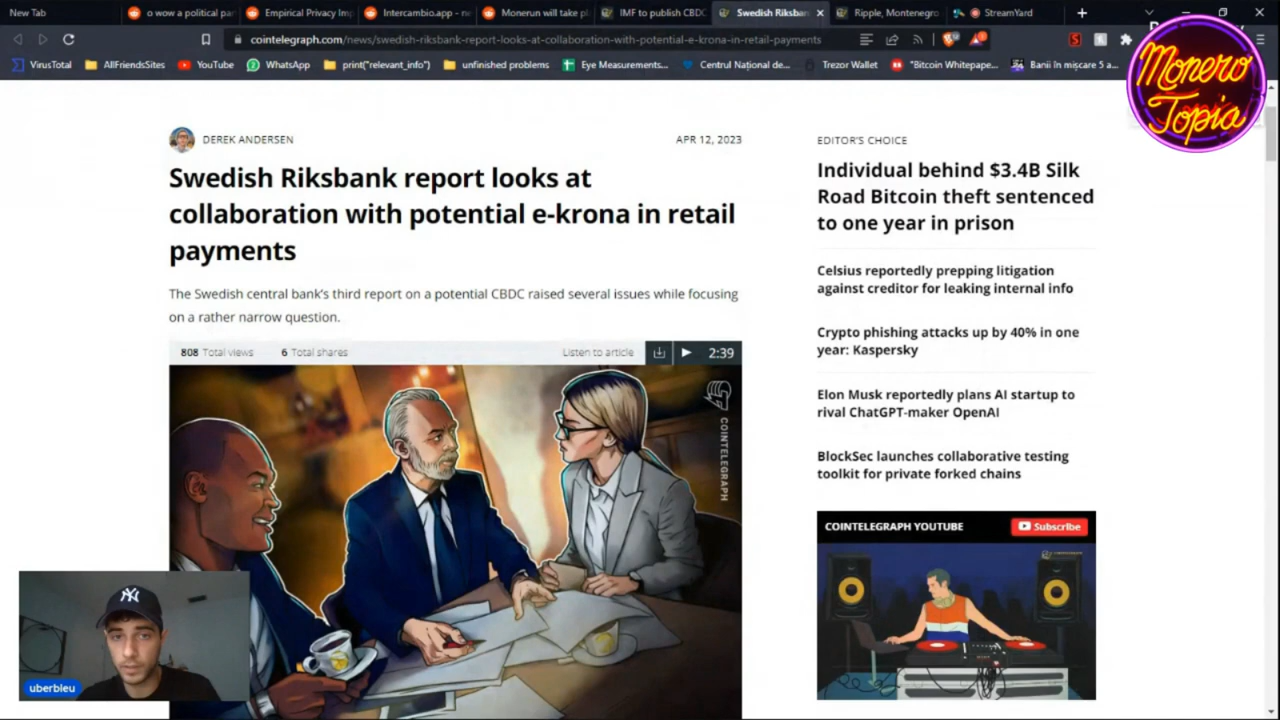 New Tab
o wow a political pa
Empirical Privacy Im
Intercambio.app - ne
Monerun will take pl
IMF to publish CBDC
Swedish Riksban
Ripple, Montenegro
StreamYard
cointelegraph.com/news/swedish-riksbank-report-looks-at-collaboration-with-potential-e-krona-in-retail-payments
VirusTotal
AllFriendsSites
YouTube
WhatsApp
print("relevant_info")
unfinished problems
Eye Measurements...
Centrul Național de...
Trezor Wallet
"Bitcoin Whitepape...
Banii în mișcare 5 a...
Monero
Topia
DEREK ANDERSEN
APR 12, 2023
Swedish Riksbank report looks at
collaboration with potential e-krona in retail
payments
The Swedish central bank's third report on a potential CBDC raised several issues while focusing
on a rather narrow question.
808 Total views
6 Total shares
Listen to article
2:39
COINTELEGRAPH
EDITOR'S CHOICE
Individual behind $3.4B Silk
Road Bitcoin theft sentenced
to one year in prison
Celsius reportedly prepping litigation
against creditor for leaking internal info
Crypto phishing attacks up by 40% in one
year: Kaspersky
Elon Musk reportedly plans AI startup to
rival ChatGPT-maker OpenAI
BlockSec launches collaborative testing
toolkit for private forked chains
COINTELEGRAPH YOUTUBE
Subscribe
NY
uberbleu